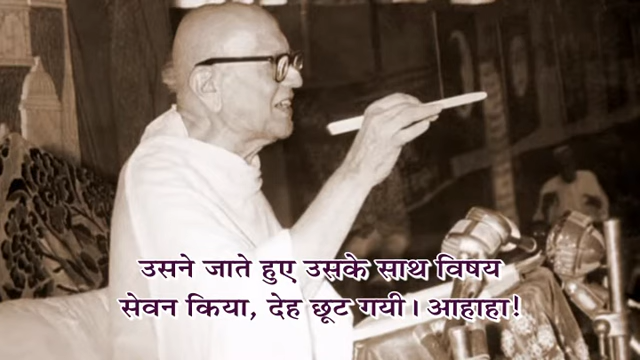 उसने जाते हुए उसके साथ विषय
सेवन किया, देह छूट गयी। आहाहा!